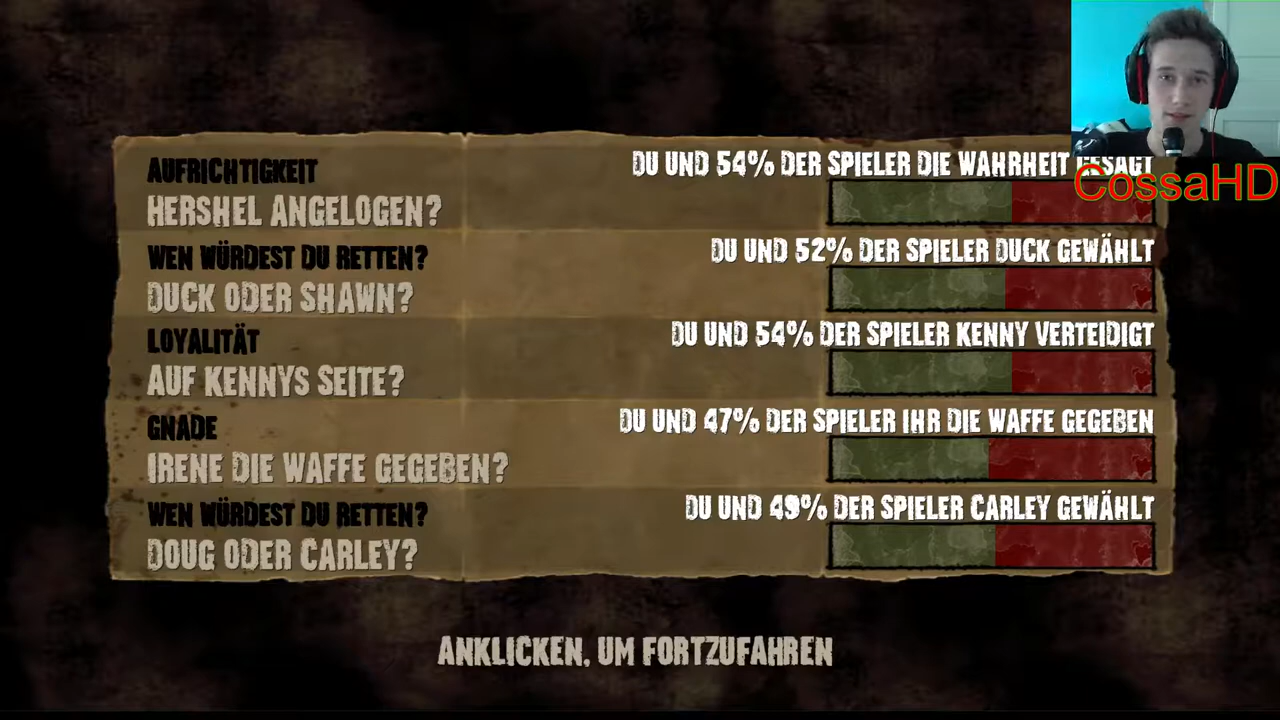 AUFRICHTIGKEIT
DU UND 54% DER SPIELER DIE WAHRHEIT GESAGT
HERSHEL ANGELOGEN?
CossaHD
WEN WÜRDEST DU RETTEN?
DU UND 52% DER SPIELER DUCK GEWÄHLT
DUCK ODER SHAWN?
LOYALITÄT
DU UND 54% DER SPIELER KENNY VERTEIDIGT
AUF KENNYS SEITE?
GNADE
DU UND 47% DER SPIELER IHR DIE WAFFE GEGEBEN
IRENE DIE WAFFE GEGEBEN?
WEN WÜRDEST DU RETTEN?
DU UND 49% DER SPIELER CARLEY GEWÄHLT
DOUG ODER CARLEY?
ANKLICKEN, UM FORTZUFAHREN